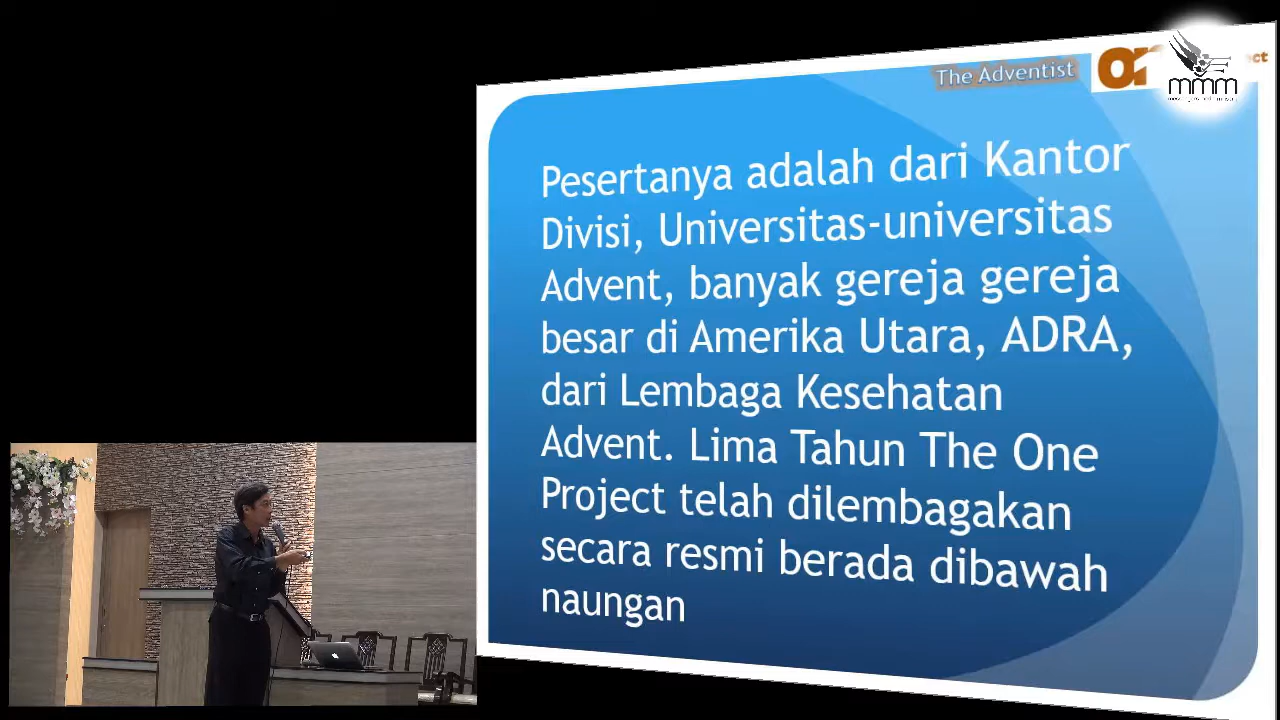 The Adventist
mmm
Pesertanya adalah dari Kantor
Divisi, Universitas-universitas
Advent, banyak gereja gereja
besar di Amerika Utara, ADRA,
dari Lembaga Kesehatan
Advent. Lima Tahun The One
Project telah dilembagakan
secara resmi berada dibawah
naungan